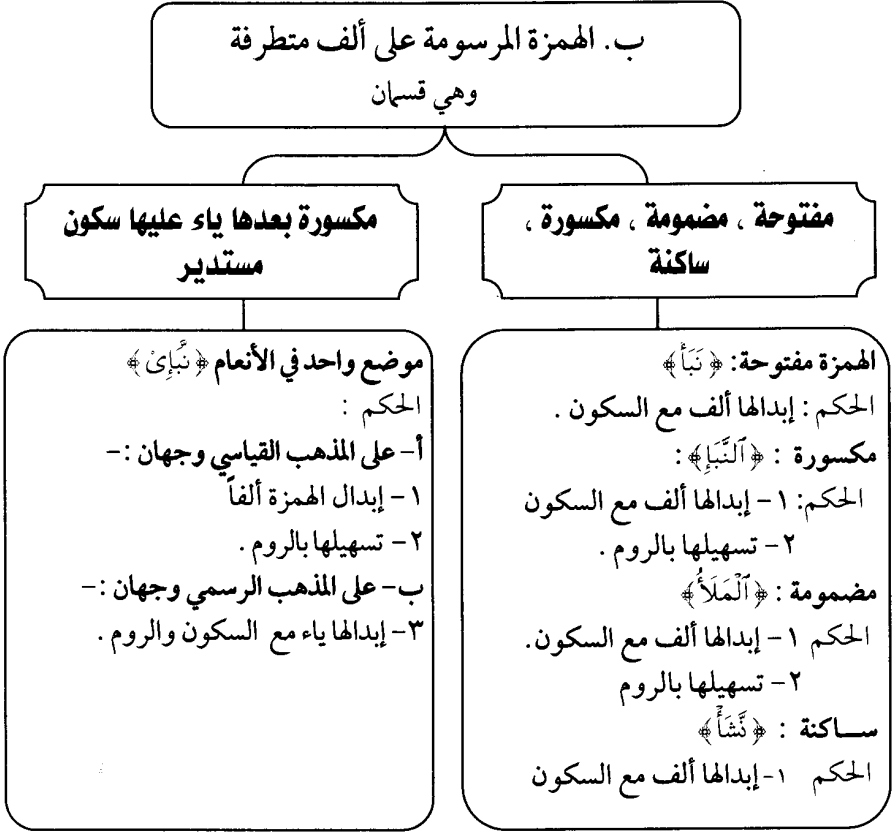 ب. الهمزة المرسومة على ألف متطرفة
وهي قسمان
مفتوحة ، مضمومة ، مكسورة ،
ساكنة
الهمزة مفتوحة: ﴿ نَبَأَ ﴾
الحكم : إبدالها ألف مع السكون .
مكسورة : ﴿ ٱلنَّبَإِ ﴾ :
الحكم: ١- إبدالها ألف مع السكون
٢- تسهيلها بالروم .
مضمومة : ﴿ ٱلْمَلَأُ ﴾
الحكم ١- إبدالها ألف مع السكون.
٢- تسهيلها بالروم
ساكنة : ﴿ نَّشَأْ ﴾
الحكم ١- إبدالها ألف مع السكون
مكسورة بعدها ياء عليها سكون
مستدير
موضع واحد في الأنعام ﴿ نَّبَإِىْ ﴾
الحكم :
أ- على المذهب القياسي وجهان :-
١- إبدال الهمزة ألفاً
٢- تسهيلها بالروم .
ب- على المذهب الرسمي وجهان :-
٣- إبدالها ياء مع السكون والروم .